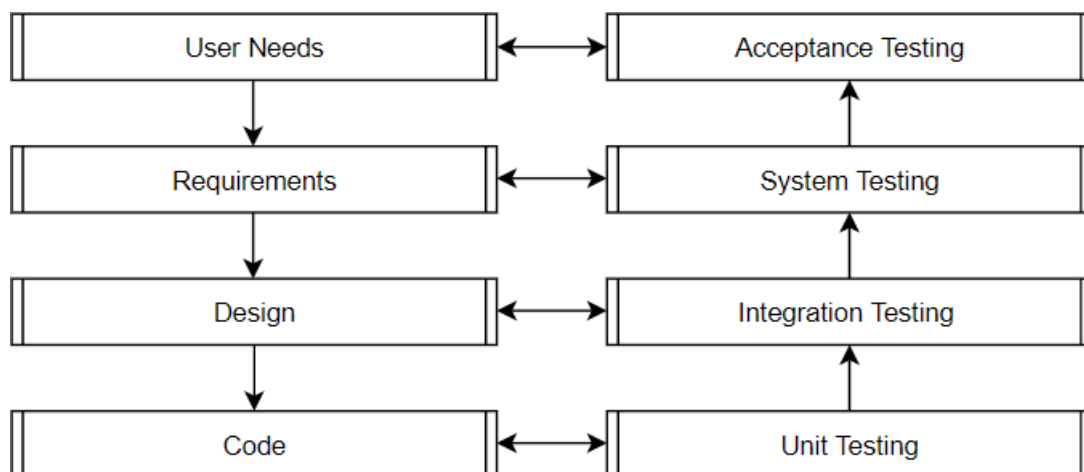 User Needs
Acceptance Testing
Requirements
System Testing
Design
Integration Testing
Code
Unit Testing